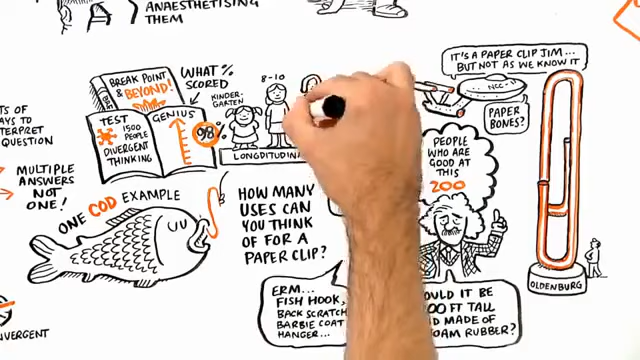 ANAESTHETISING
THEM
BREAK POINT
& BEYOND!
TEST
1500
PEOPLE
DIVERGENT
THINKING
GENIUS
98%
WHAT %
SCORED
KINDER-
GARTEN
8-10
IT'S A PAPER CLIP JIM...
BUT NOT AS WE KNOW IT
NCC-
PAPER
BONES?
TS OF
YS TO
TERPRET
QUESTION
MULTIPLE
ANSWERS
NOT
ONE!
ONE COD EXAMPLE
HOW MANY
USES CAN
YOU THINK
OF FOR A
PAPER CLIP?
PEOPLE
WHO ARE
GOOD AT
THIS
200
ERM...
FISH HOOK,
BACK SCRATCH
BARBIE COAT
HANGER...
OULD IT BE
00 FT TALL
D MADE OF
OAM RUBBER?
OLDENBURG
VERGENT